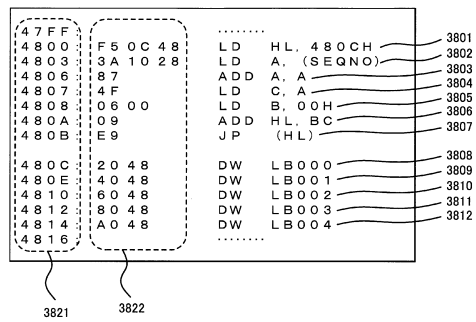 47FF ........
4800: F50C48 LD HL, 480CH 3801
4803: 3A1028 LD A, (SEQNO) 3802
4806: 87 ADD A, A 3803
4807: 4F LD C, A 3804
4808: 0600 LD B, 00H 3805
480A: 09 ADD HL, BC 3806
480B: E9 JP (HL) 3807
480C: 2048 DW LB000 3808
480E: 4048 DW LB001 3809
4810: 6048 DW LB002 3810
4812: 8048 DW LB003 3811
4814: A048 DW LB004 3812
4816 ........
3821 3822